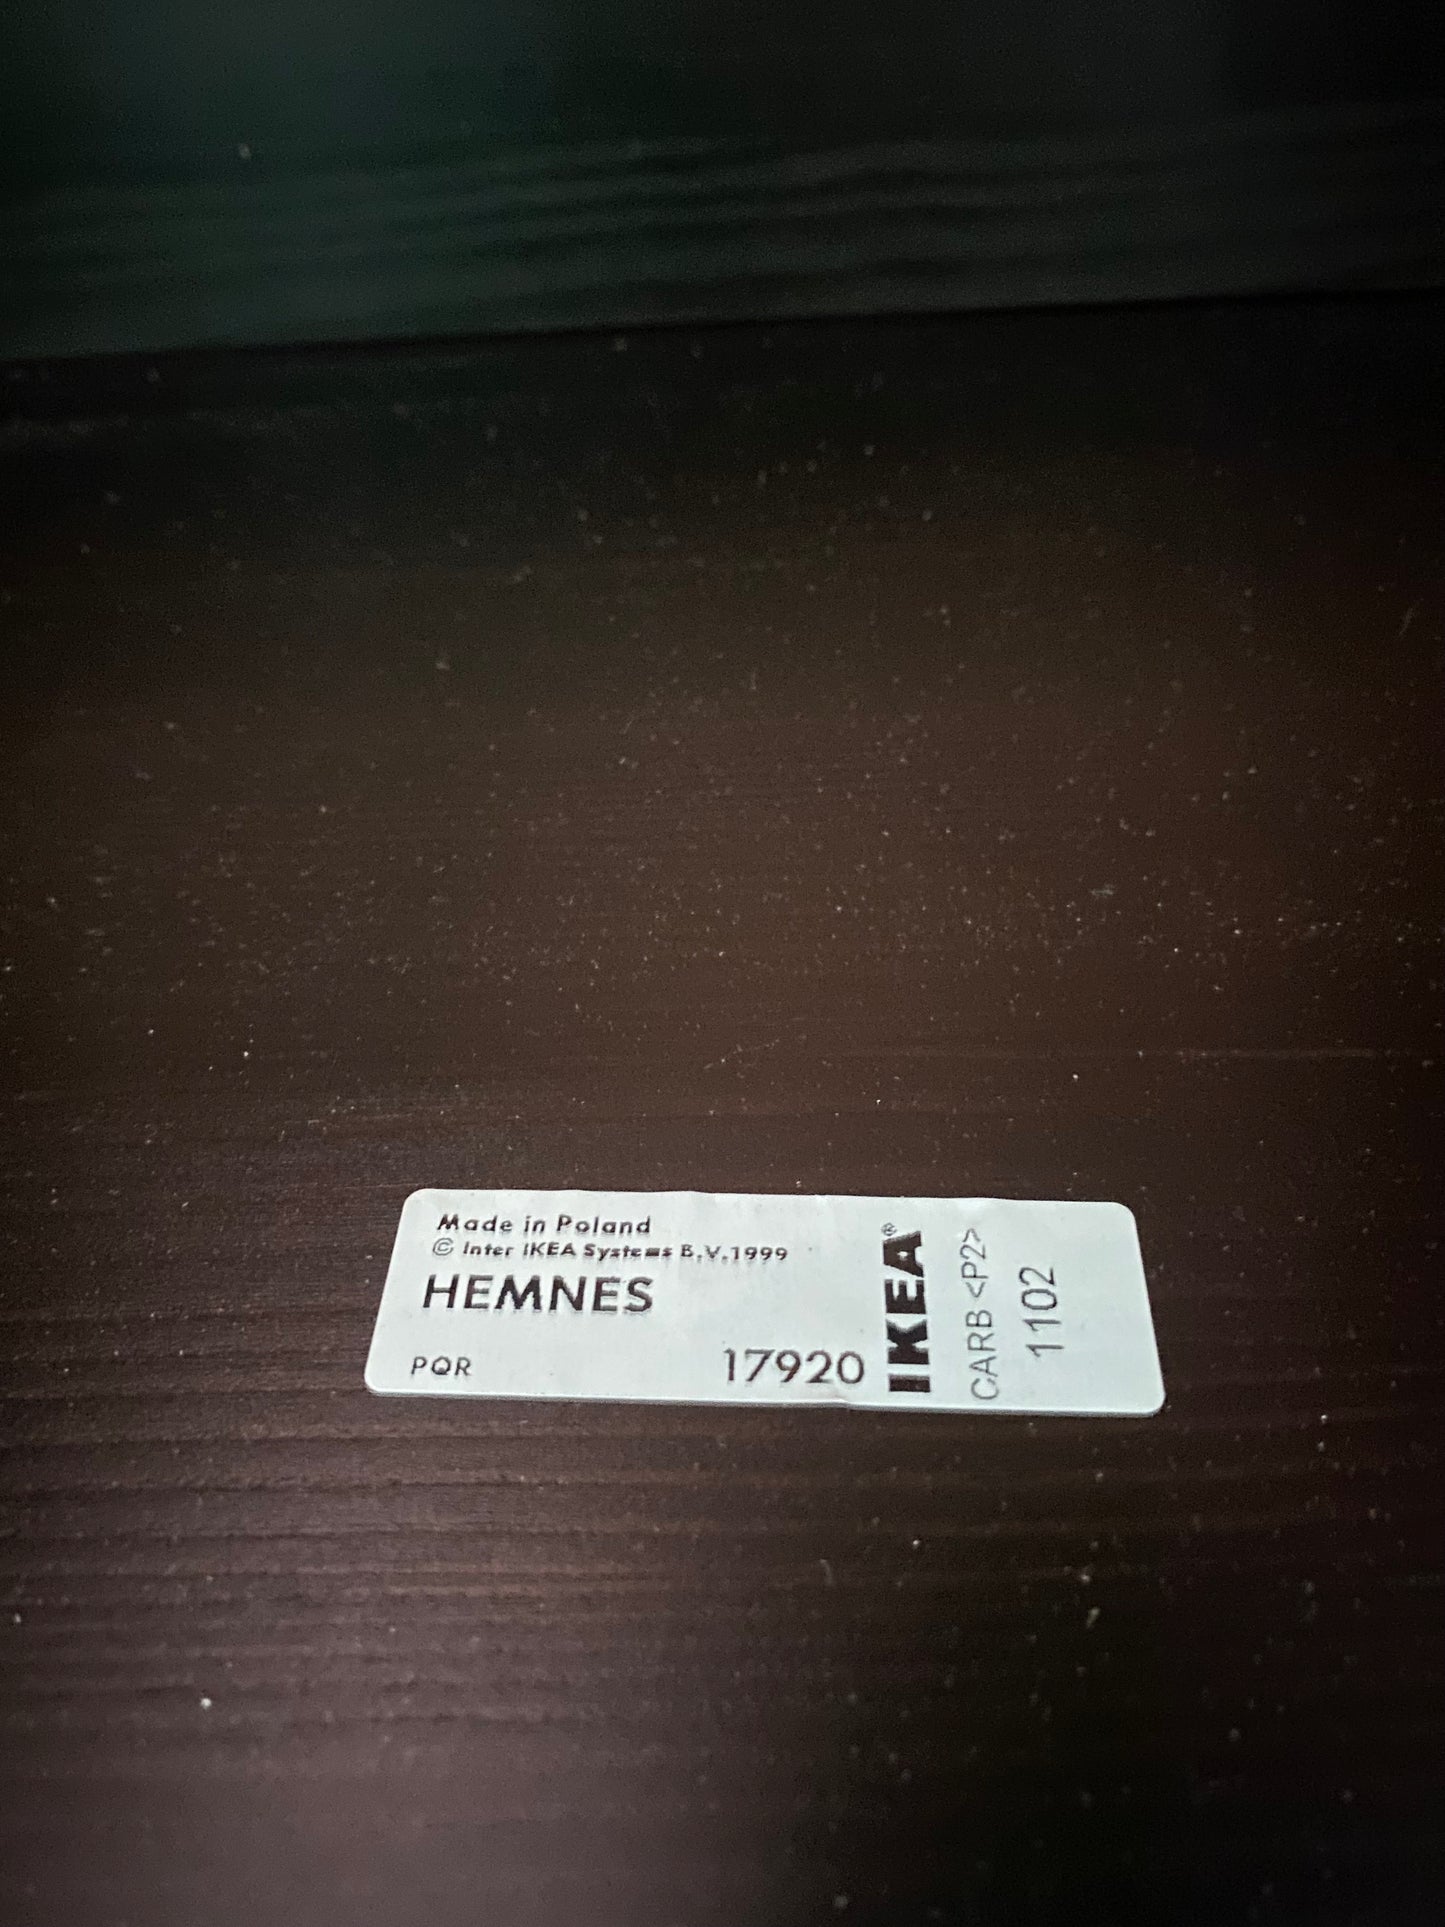 Made in Poland
© Inter IKEA Systems B.V.1999
HEMNES
PQR
17920
IKEA®
CARB <P2>
1102